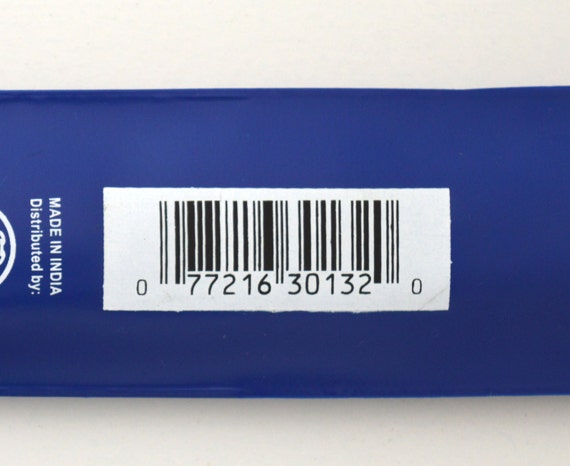 MADE IN INDIA
Distributed by:
0 77216 30132 0